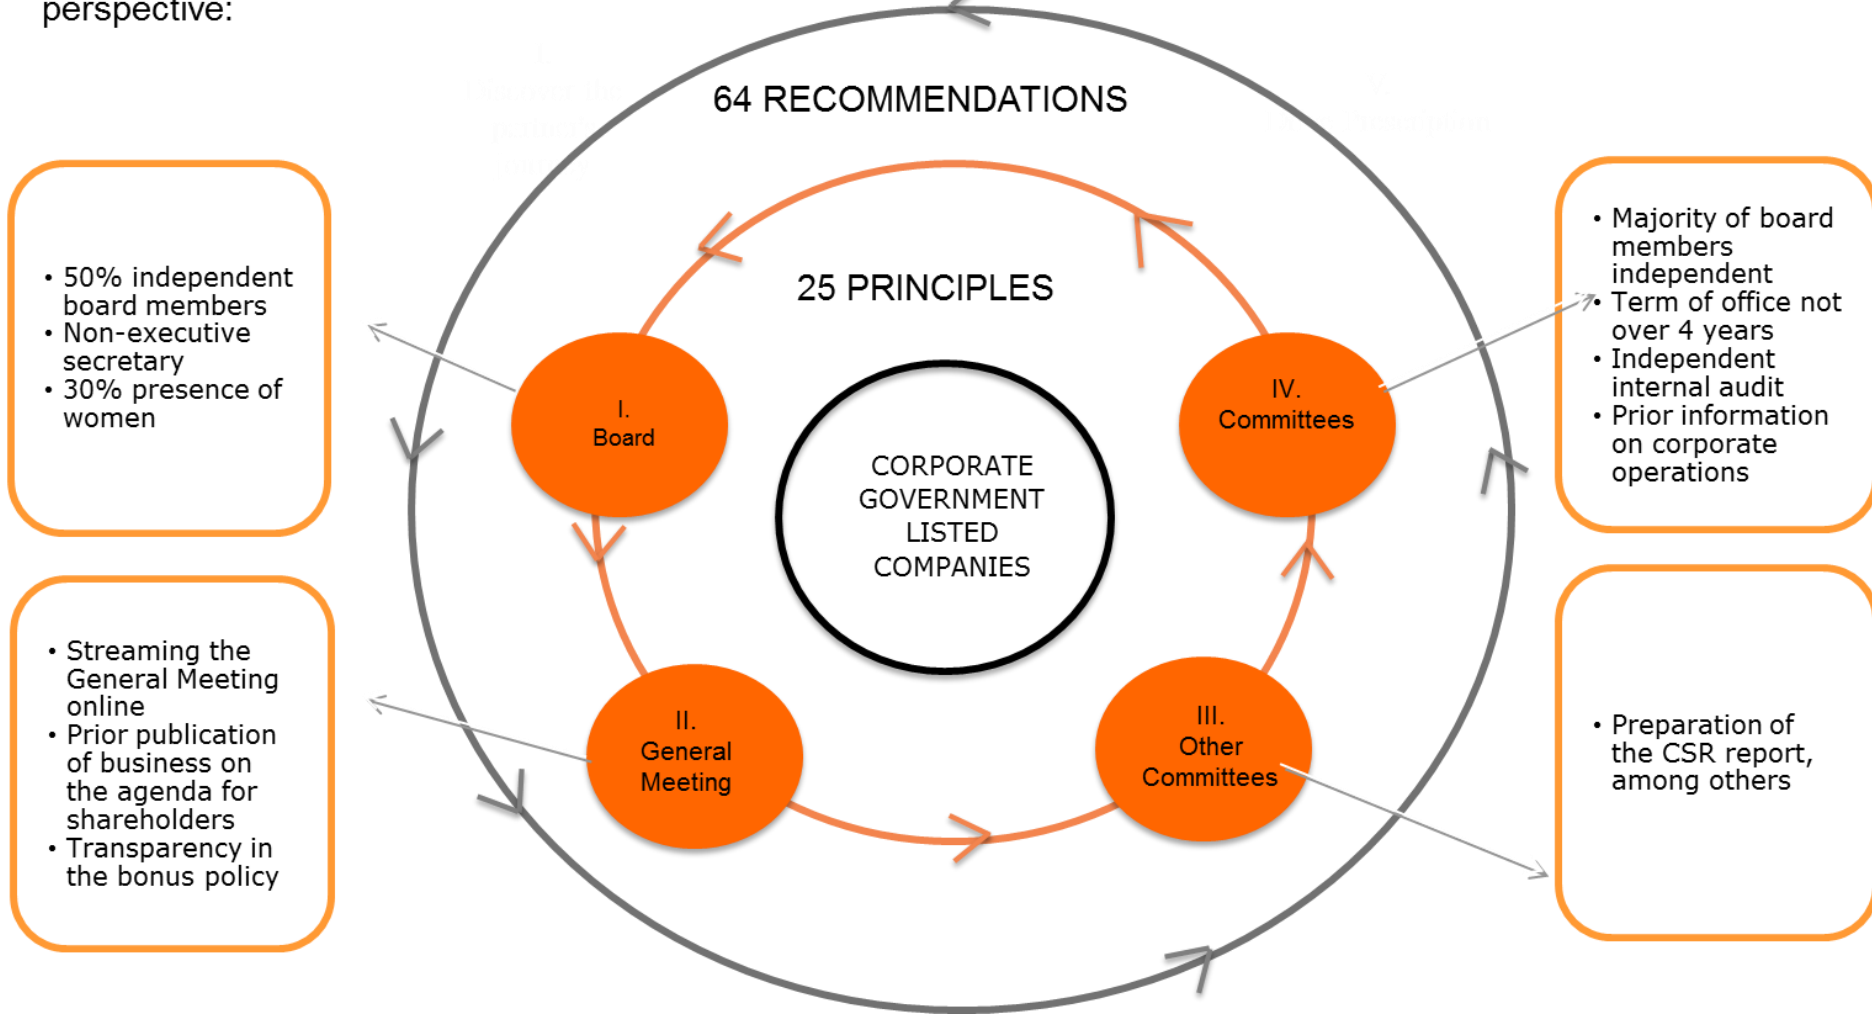 perspective:
64 RECOMMENDATIONS
25 PRINCIPLES
• 50% independent
board members
• Non-executive
secretary
• 30% presence of
women
I.
Board
CORPORATE
GOVERNMENT
LISTED
COMPANIES
IV.
Committees
• Majority of board
members
independent
• Term of office not
over 4 years
• Independent
internal audit
• Prior information
on corporate
operations
• Streaming the
General Meeting
online
• Prior publication
of business on
the agenda for
shareholders
• Transparency in
the bonus policy
II.
General
Meeting
III.
Other
Committees
• Preparation of
the CSR report,
among others